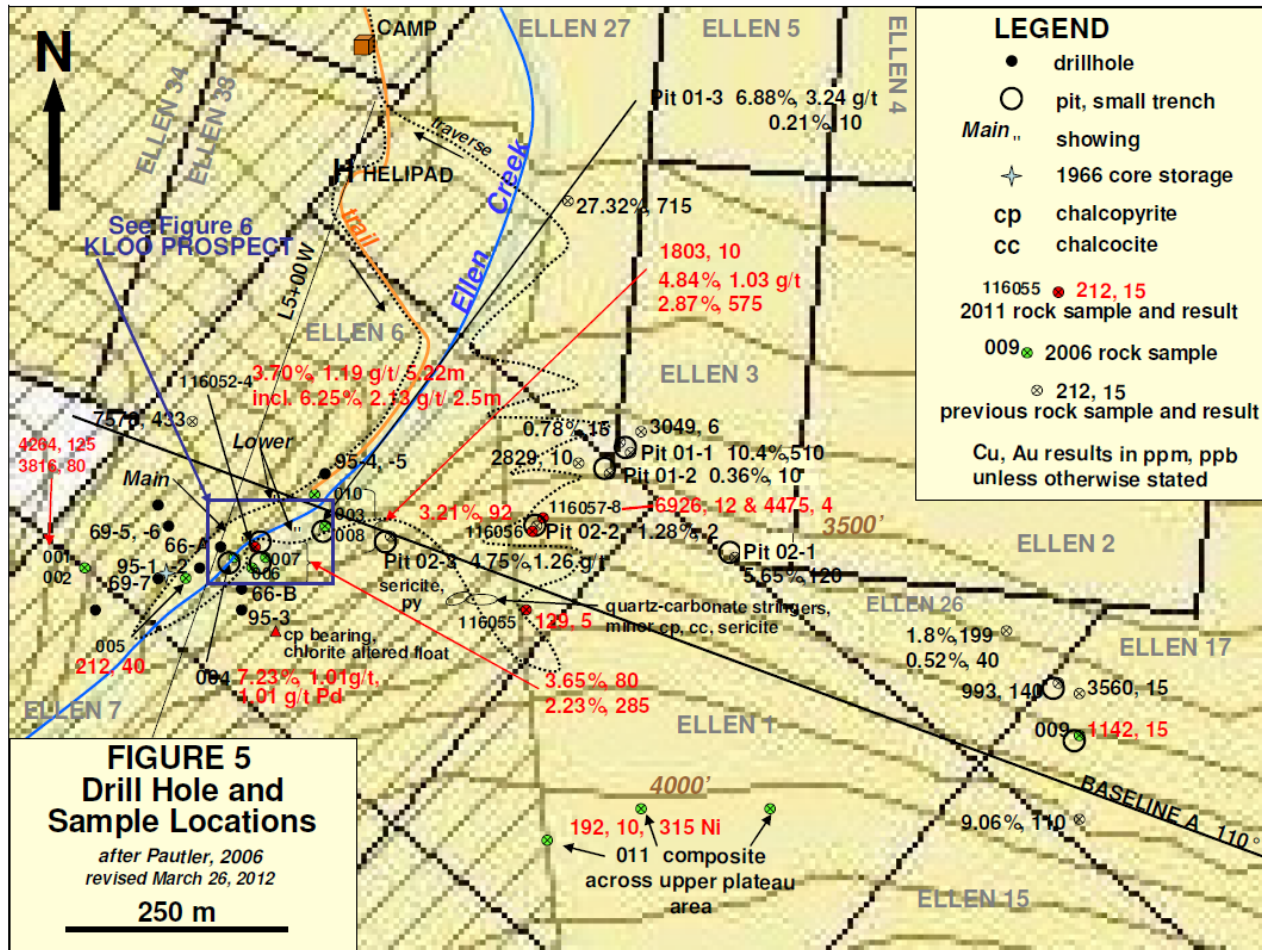 CAMP
N
ELLEN 27
ELLEN 5
ELLEN 4
ELLEN 34
ELLEN 38
Pit 01-3 6.88%, 3.24 g/t
0.21%, 10
traverse
H HELIPAD
Ellen Creek
27.32%, 715
See Figure 6
KLOO PROSPECT
trail
L5+00W
1803, 10
4.84%, 1.03 g/t
2.87%, 575
ELLEN 6
ELLEN 3
116052-4
3.70%, 1.19 g/t/ 5.22m
incl. 6.25%, 2.13 g/t/ 2.5m
7570, 433
4264, 125
3816, 80
Lower
Main
95-4, -5
0.78%, 15
3049, 6
2829, 10
Pit 01-1 10.4%, 510
Pit 01-2 0.36%, 10
010
003
008
3.21%, 92
116057-8
6926, 12 & 4475, 4
116056
Pit 02-2 1.28%, 2
3500'
69-5, -6
66-A
001
002
95-1, -2
69-7
007
006
66-B
95-3
Pit 02-3 4.75%, 1.26 g/t
Pit 02-1
5.65%, 120
ELLEN 2
sericite,
py
116055
129, 5
quartz-carbonate stringers,
minor cp, cc, sericite
ELLEN 26
1.8%, 199
0.52%, 40
ELLEN 17
cp bearing,
chlorite altered float
005
212, 40
004
7.23%, 1.01g/t,
1.01 g/t Pd
3.65%, 80
2.23%, 285
993, 140
3560, 15
ELLEN 7
ELLEN 1
009
1142, 15
4000'
BASELINE A 110°
192, 10, 315 Ni
9.06%, 110
011 composite
across upper plateau
area
ELLEN 15
LEGEND
drillhole
pit, small trench
Main " showing
1966 core storage
cp chalcopyrite
cc chalcocite
116055 212, 15
2011 rock sample and result
009 2006 rock sample
212, 15
previous rock sample and result
Cu, Au results in ppm, ppb
unless otherwise stated
FIGURE 5
Drill Hole and
Sample Locations
after Pautler, 2006
revised March 26, 2012
250 m